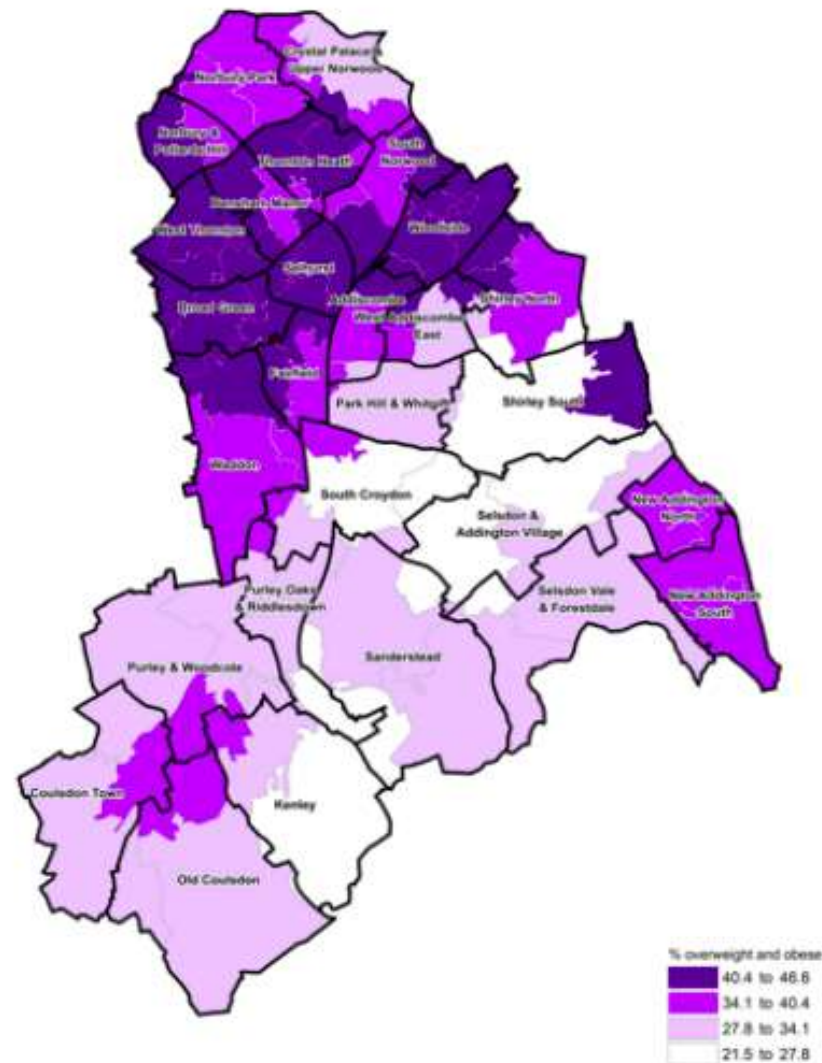 Crystal Palace &
Upper Norwood
Norbury Park
Norbury &
Pollards Hill
Thornton Heath
South
Norwood
Bensham Manor
West Thornton
Woodside
Selhurst
Broad Green
Addiscombe
West
Addiscombe
East
Shirley North
Fairfield
Park Hill & Whitgift
Shirley South
Waddon
South Croydon
Selsdon &
Addington Village
New Addington
North
Purley Oaks
& Riddlesdown
Selsdon Vale
& Forestdale
New Addington
South
Sanderstead
Purley & Woodcote
Coulsdon Town
Kenley
Old Coulsdon
% overweight and obese
40.4 to 46.6
34.1 to 40.4
27.8 to 34.1
21.5 to 27.8